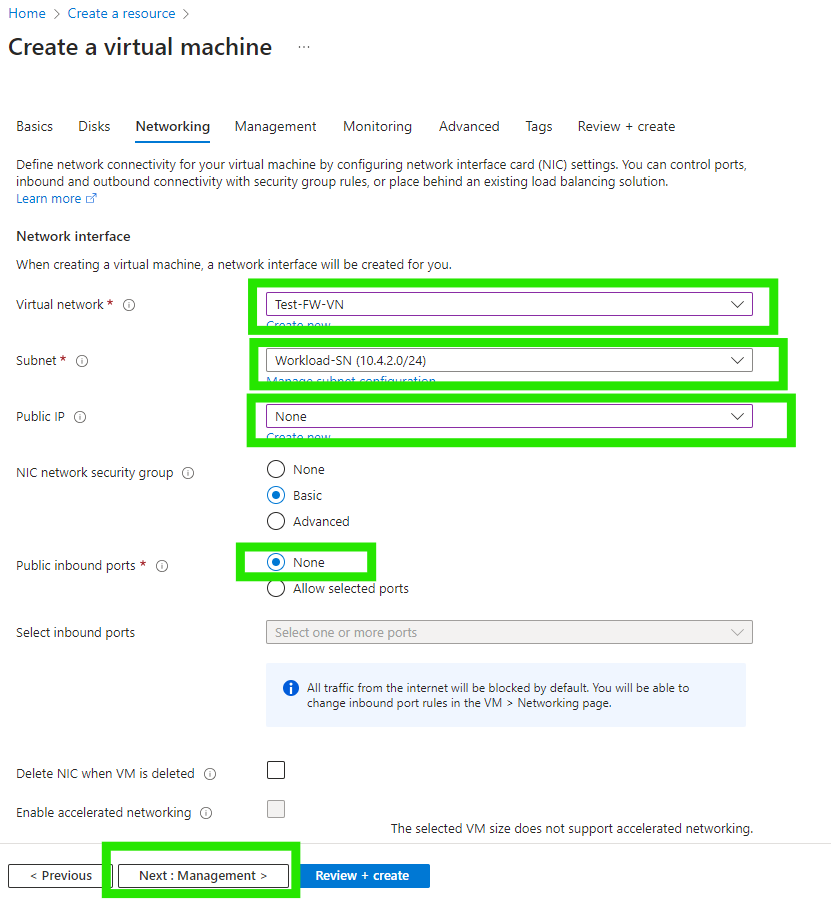 Home > Create a resource >
Create a virtual machine ...
Basics Disks Networking Management Monitoring Advanced Tags Review + create
Define network connectivity for your virtual machine by configuring network interface card (NIC) settings. You can control ports,
inbound and outbound connectivity with security group rules, or place behind an existing load balancing solution.
Learn more
Network interface
When creating a virtual machine, a network interface will be created for you.
Virtual network * Test-FW-VN
Create new
Subnet * Workload-SN (10.4.2.0/24)
Manage subnet configuration
Public IP None
Create new
NIC network security group None
Basic
Advanced
Public inbound ports * None
Allow selected ports
Select inbound ports Select one or more ports
All traffic from the internet will be blocked by default. You will be able to
change inbound port rules in the VM > Networking page.
Delete NIC when VM is deleted
Enable accelerated networking
The selected VM size does not support accelerated networking.
< Previous Next : Management > Review + create